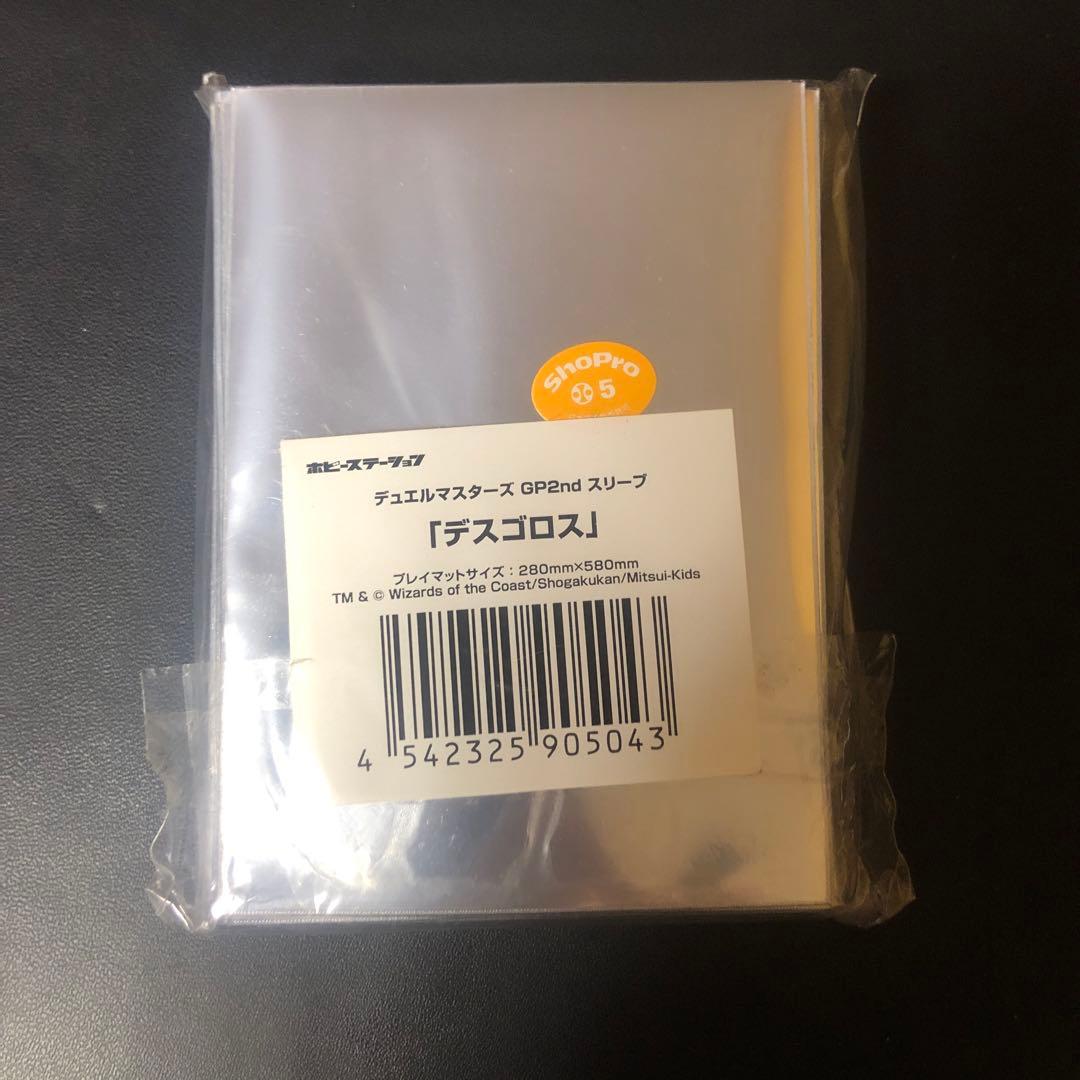 ShoPro
小 5
ホビーステーション
デュエルマスターズ GP2nd スリーブ
「デスゴロス」
プレイマットサイズ：280mm×580mm
TM & © Wizards of the Coast/Shogakukan/Mitsui-Kids
4 542325 905043